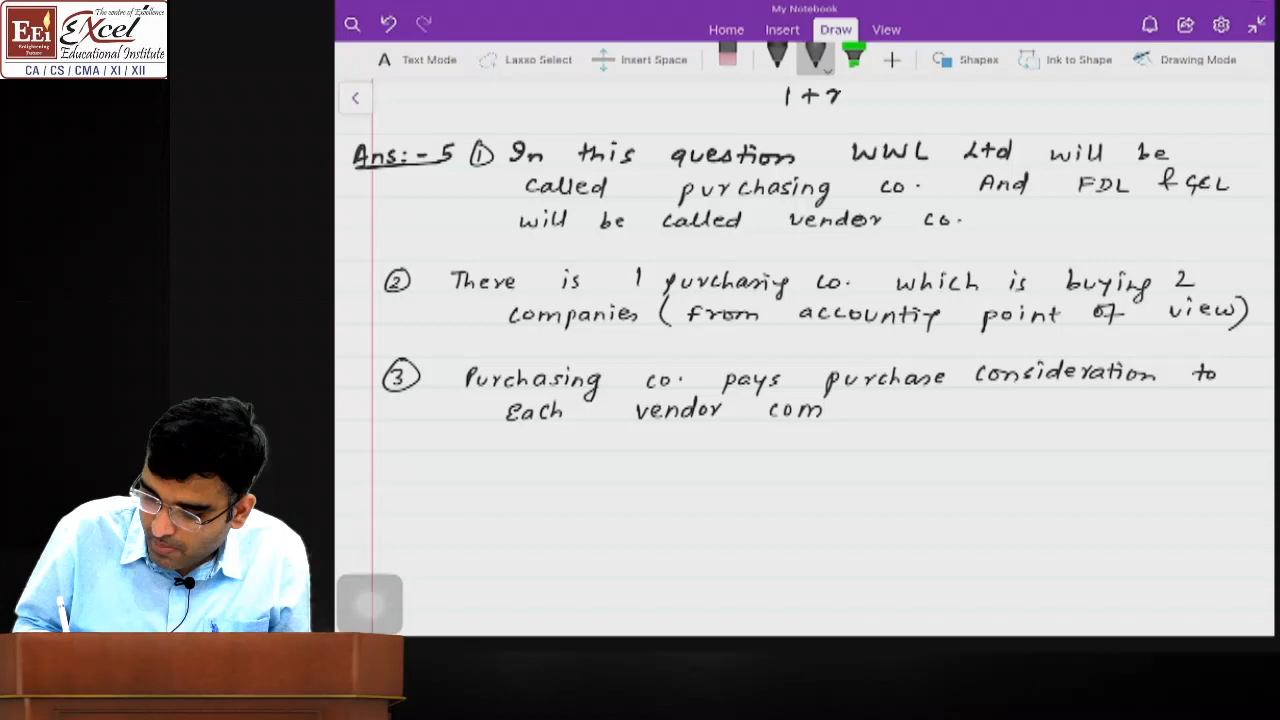 The centre of Excellence
EEi
Enlightening Future
EXcel
Educational Institute
CA / CS / CMA / XI / XII
My Notebook
Home Insert Draw View
Text Mode Lasso Select Insert Space Shapes Ink to Shape Drawing Mode
1 + r
Ans:- 5 ① In this question WWL Ltd will be
called purchasing co. And FDL & GCL
will be called vendor co.
② There is 1 purchasing co. which is buying 2
companies (from accounting point of view)
③ Purchasing co. pays purchase consideration to
Each vendor com